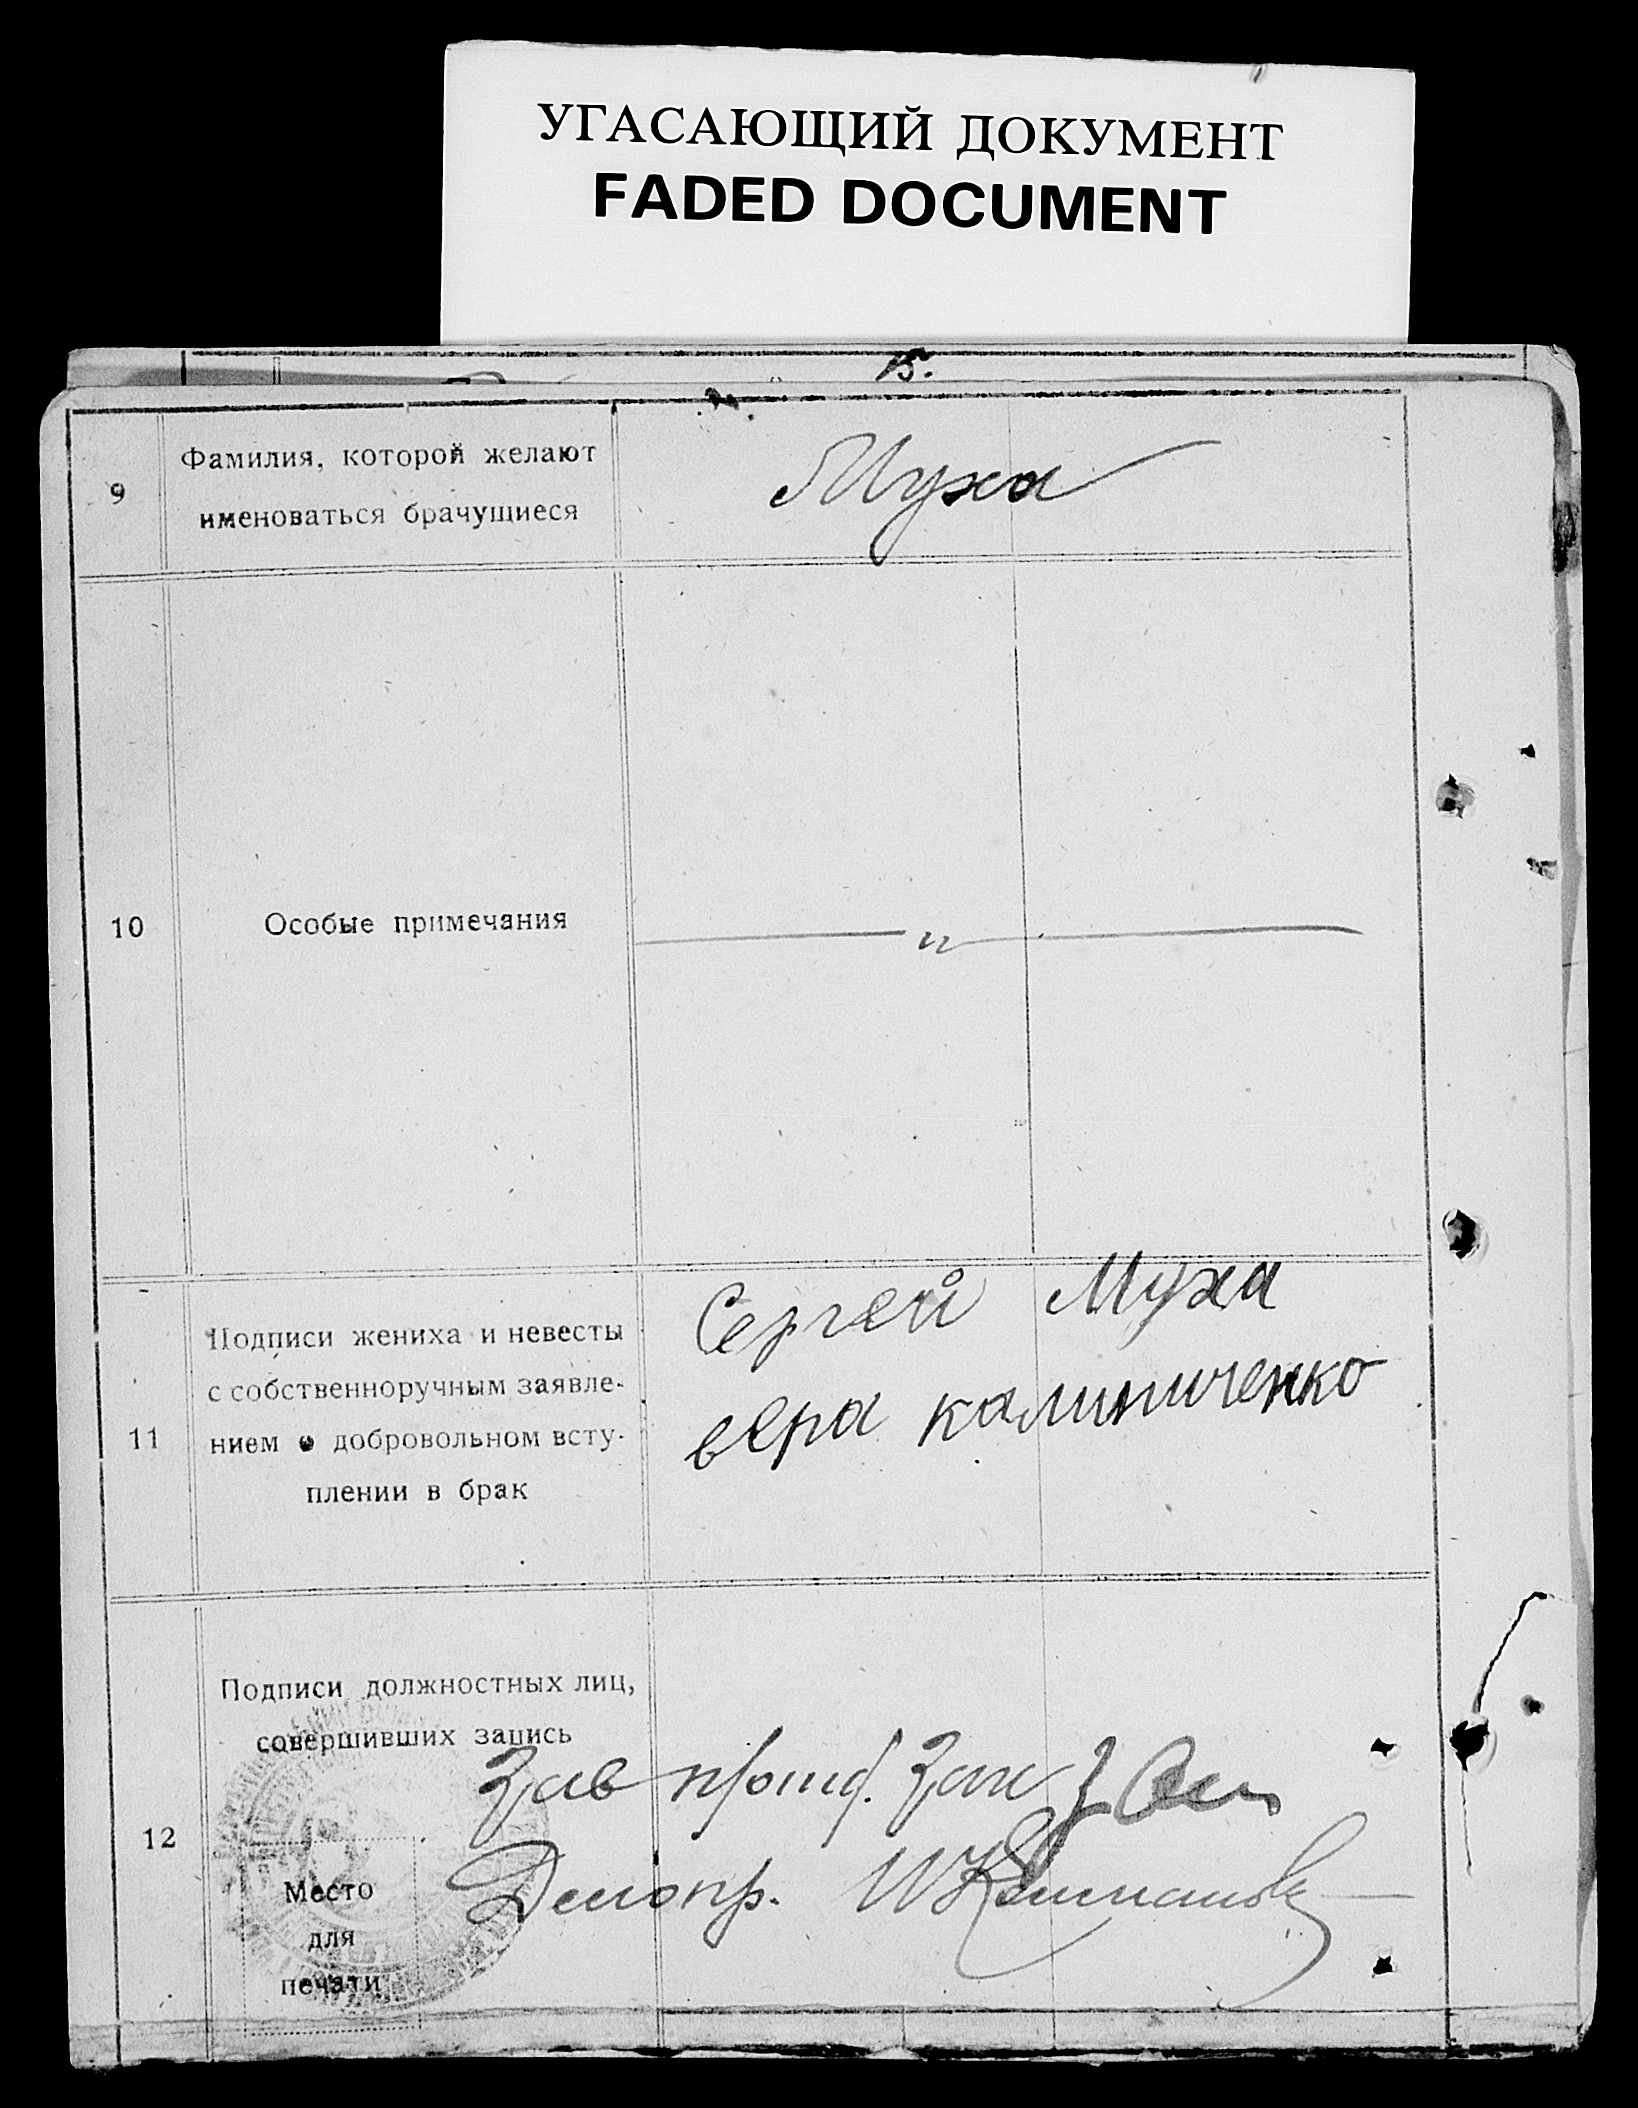 УГАСАЮЩИЙ ДОКУМЕНТ
FADED DOCUMENT
15.
9
Фамилия, которой желают
именоваться брачущиеся
Муха
10
Особые примечания
— " —
11
Подписи жениха и невесты
с собственноручным заявле-
нием о добровольном всту-
плении в брак
Сергей Муха
вера калиниченко
12
Подписи должностных лиц,
совершивших запись
Зав
Делопр.
Место
для
печати